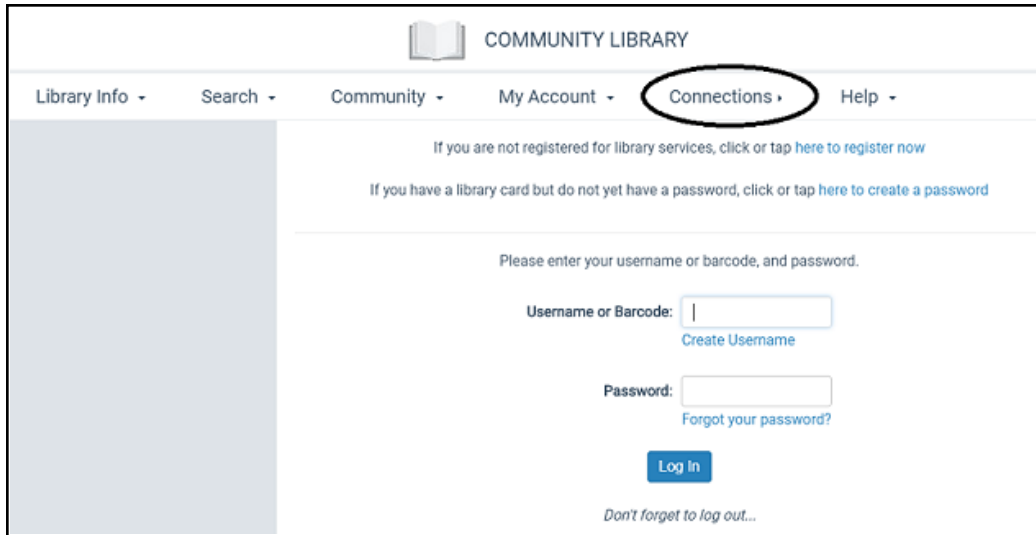 COMMUNITY LIBRARY
Library Info Search Community My Account Connections Help
If you are not registered for library services, click or tap here to register now
If you have a library card but do not yet have a password, click or tap here to create a password
Please enter your username or barcode, and password.
Username or Barcode:
Create Username
Password:
Forgot your password?
Log In
Don't forget to log out...